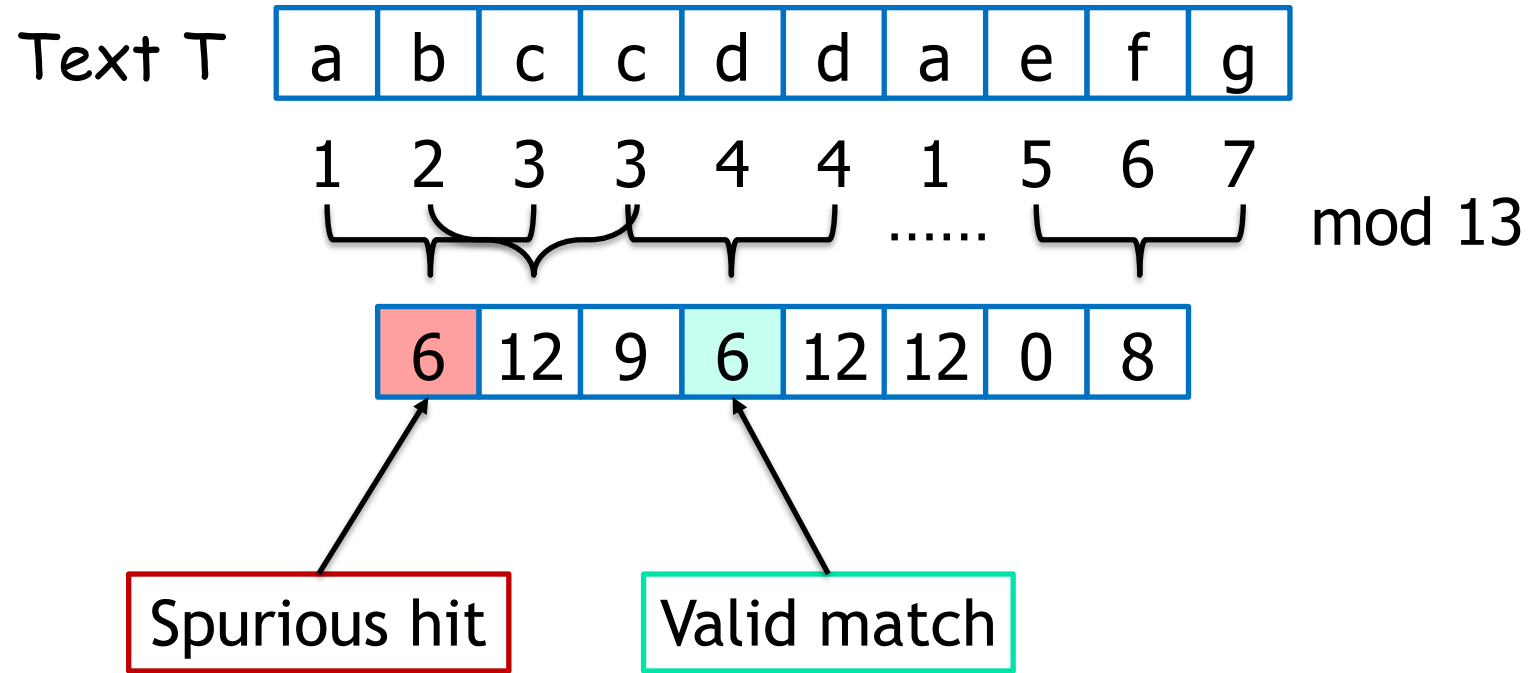 Text T a b c c d d a e f g
1 2 3 3 4 4 1 5 6 7
...... mod 13
6 12 9 6 12 12 0 8
Spurious hit Valid match